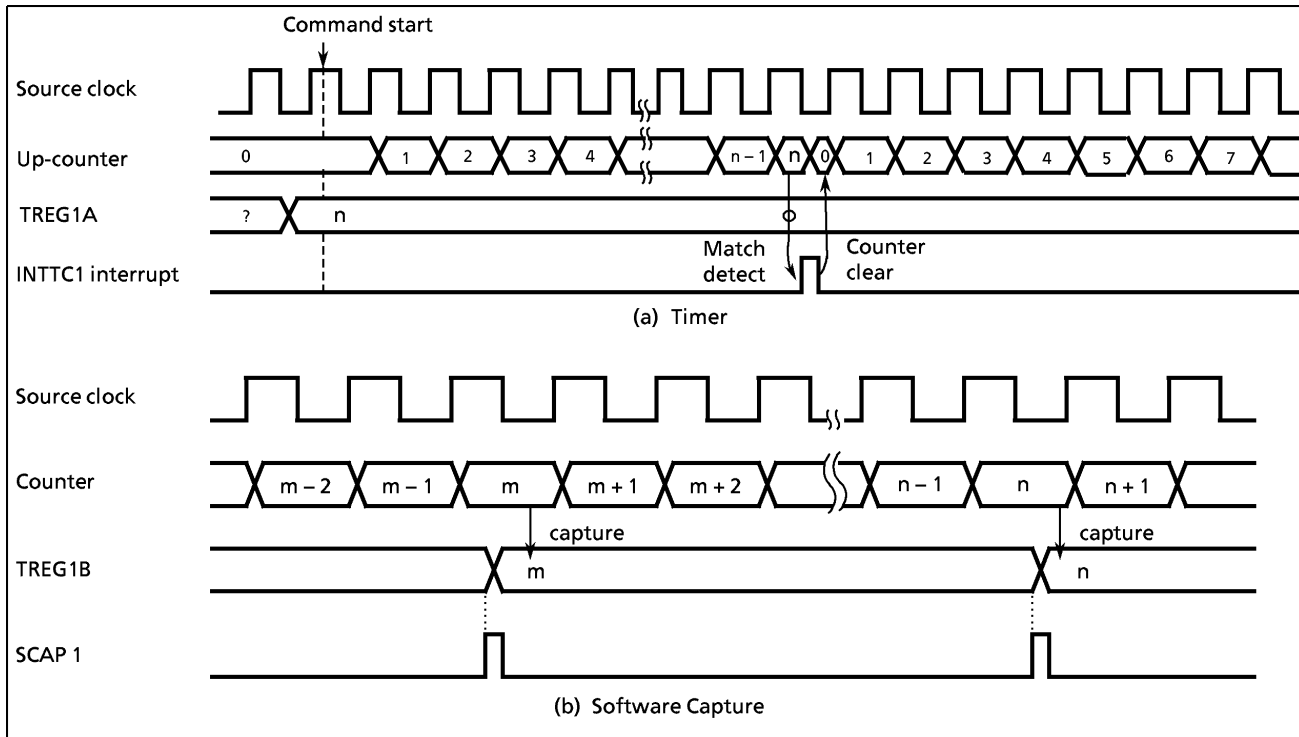 Command start
Source clock
Up-counter
0 1 2 3 4 n – 1 n 0 1 2 3 4 5 6 7
TREG1A
? n
INTTC1 interrupt
Match
detect
Counter
clear
(a) Timer
Source clock
Counter
m – 2 m – 1 m m + 1 m + 2 n – 1 n n + 1
capture
capture
TREG1B
m n
SCAP 1
(b) Software Capture